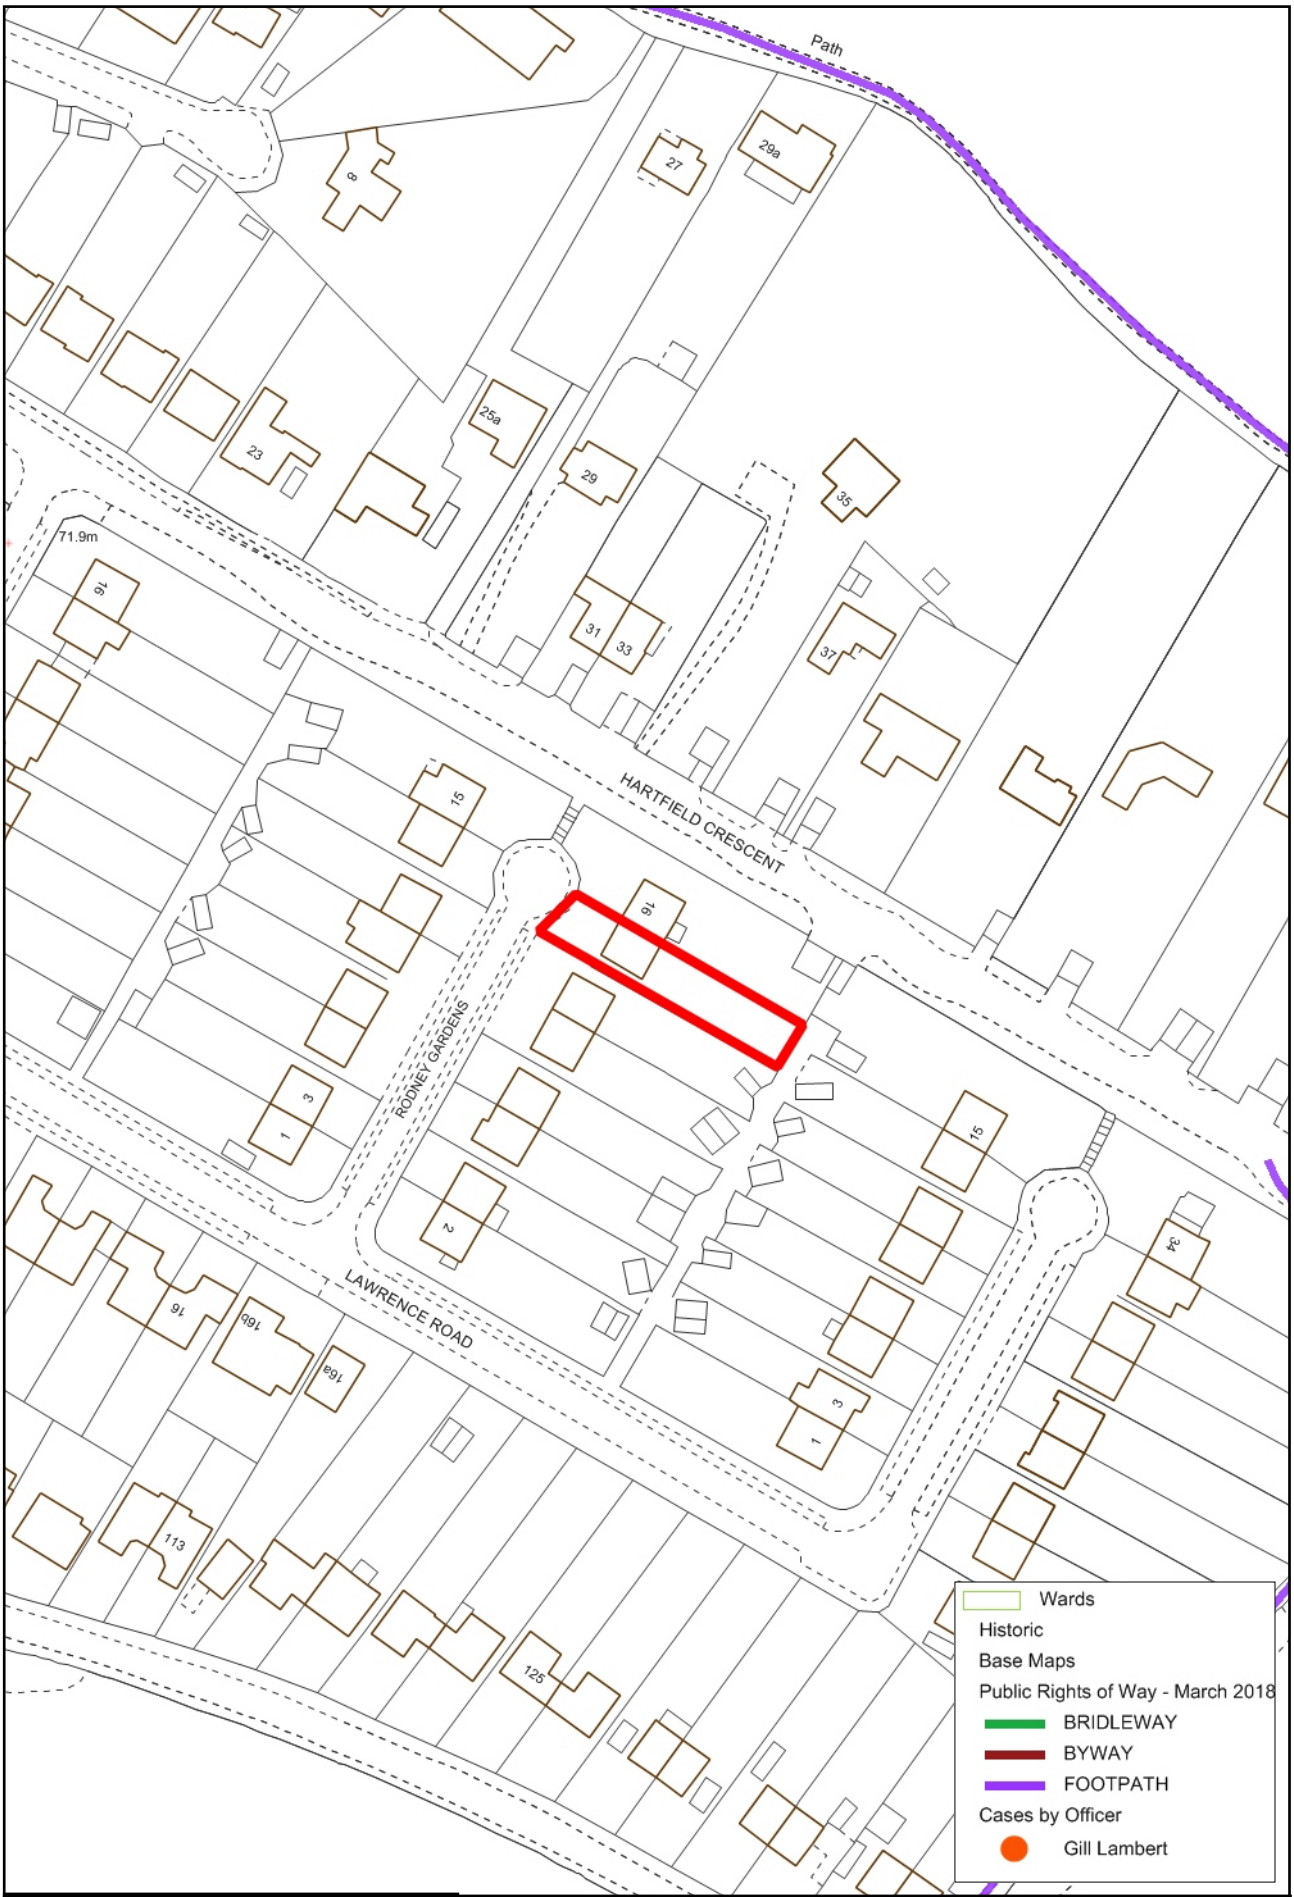 Path
27
29a
8
25a
23
29
35
71.9m
16
31
33
37
HARTFIELD CRESCENT
15
16
RODNEY GARDENS
3
1
15
2
34
LAWRENCE ROAD
16
16b
16a
3
1
113
125
Wards
Historic
Base Maps
Public Rights of Way - March 2018
BRIDLEWAY
BYWAY
FOOTPATH
Cases by Officer
Gill Lambert